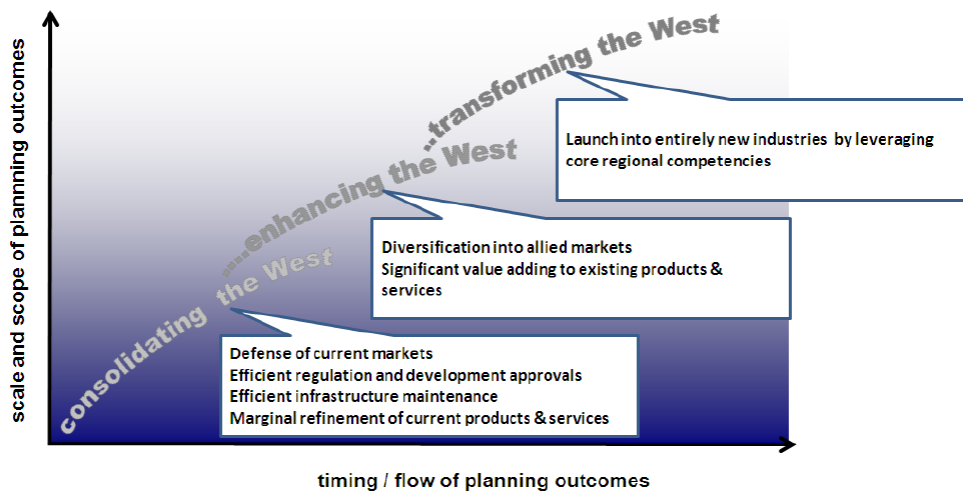 scale and scope of plannning outcomes
...transforming the West
Launch into entirely new industries by leveraging
core regional competencies
....enhancing the West
Diversification into allied markets
Significant value adding to existing products &
services
consolidating the West
Defense of current markets
Efficient regulation and development approvals
Efficient infrastructure maintenance
Marginal refinement of current products & services
timing / flow of planning outcomes